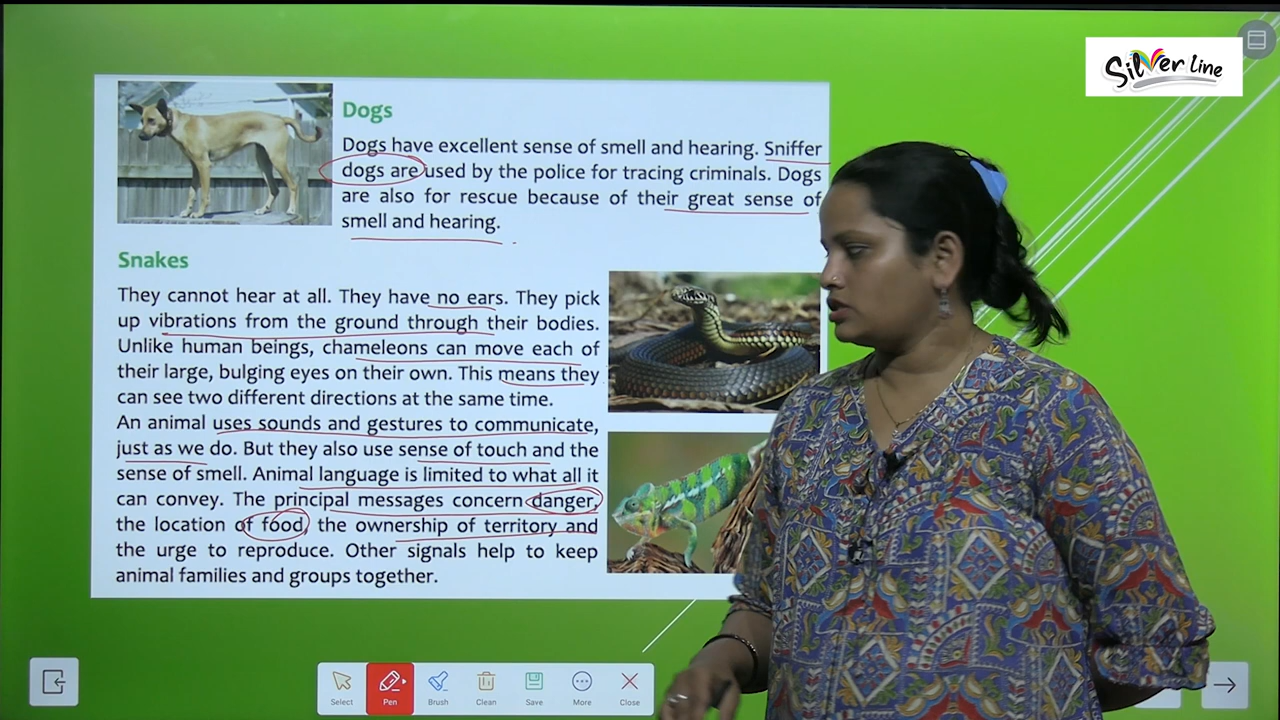 Silver line
Dogs
Dogs have excellent sense of smell and hearing. Sniffer
dogs are used by the police for tracing criminals. Dogs
are also for rescue because of their great sense of
smell and hearing.
Snakes
They cannot hear at all. They have no ears. They pick
up vibrations from the ground through their bodies.
Unlike human beings, chameleons can move each of
their large, bulging eyes on their own. This means they
can see two different directions at the same time.
An animal uses sounds and gestures to communicate,
just as we do. But they also use sense of touch and the
sense of smell. Animal language is limited to what all it
can convey. The principal messages concern danger,
the location of food, the ownership of territory and
the urge to reproduce. Other signals help to keep
animal families and groups together.
Select Pen Brush Clean Save More Close